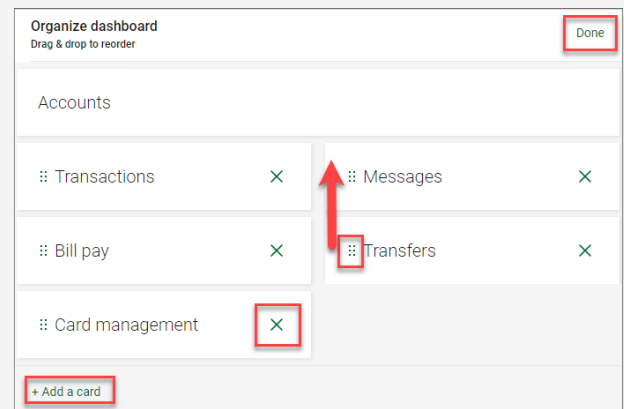 Organize dashboard
Done
Drag & drop to reorder
Accounts
Transactions
Messages
Bill pay
Transfers
Card management
+ Add a card